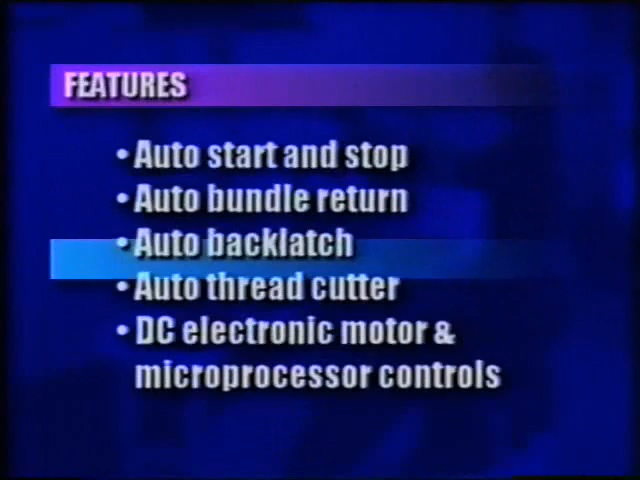 FEATURES
• Auto start and stop
• Auto bundle return
• Auto backlatch
• Auto thread cutter
• DC electronic motor &
microprocessor controls